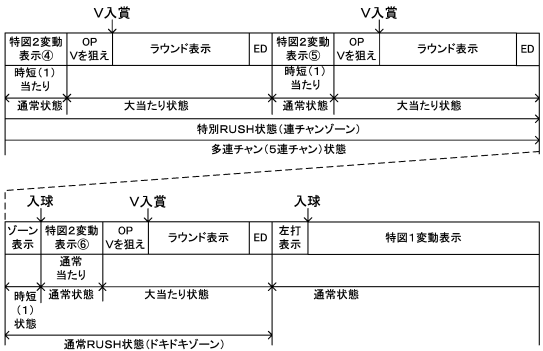 V入賞
V入賞
特図2変動
表示④
OP
Vを狙え
ラウンド表示
ED
特図2変動
表示⑤
OP
Vを狙え
ラウンド表示
ED
時短(1)
当たり
時短(1)
当たり
通常状態
大当たり状態
通常状態
大当たり状態
特別RUSH状態(連チャンゾーン)
多連チャン(5連チャン)状態
入球
V入賞
入球
ゾーン
表示
特図2変動
表示⑥
OP
Vを狙え
ラウンド表示
ED
左打
表示
特図1変動表示
通常
当たり
時短
(1)
状態
通常状態
大当たり状態
通常状態
通常RUSH状態(ドキドキゾーン)